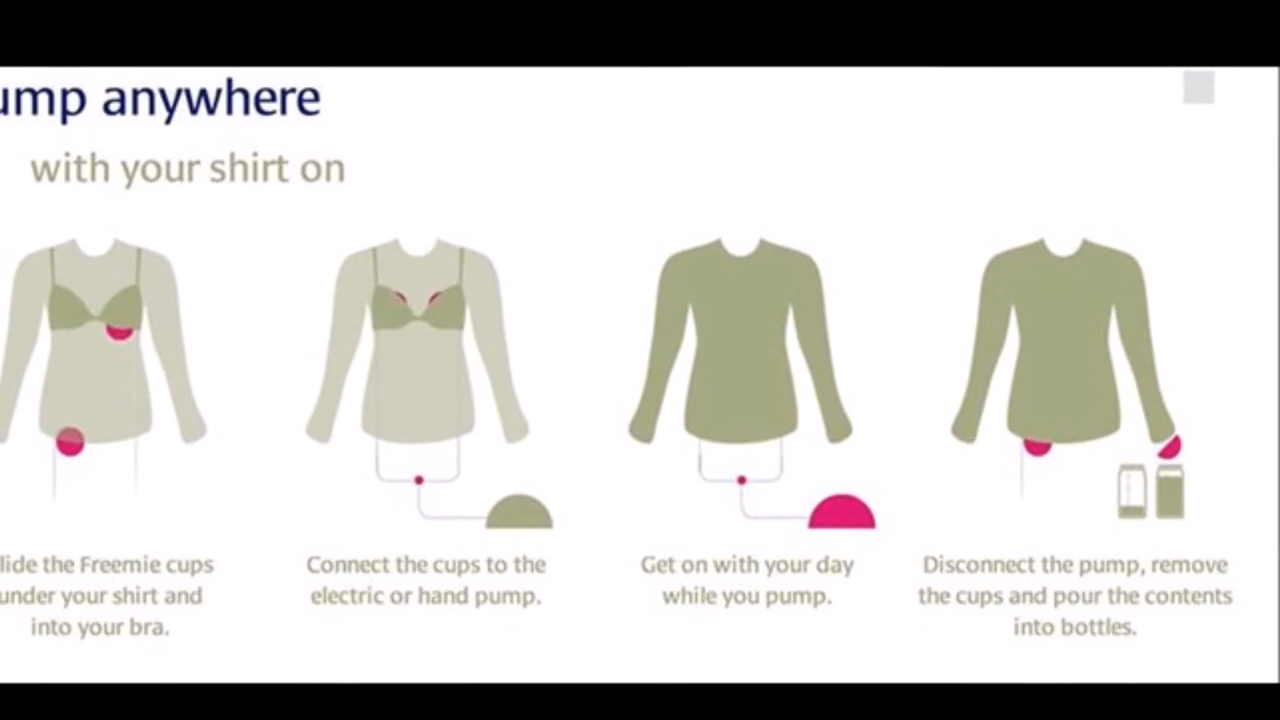 ump anywhere
with your shirt on
lide the Freemie cups
under your shirt and
into your bra.
Connect the cups to the
electric or hand pump.
Get on with your day
while you pump.
Disconnect the pump, remove
the cups and pour the contents
into bottles.